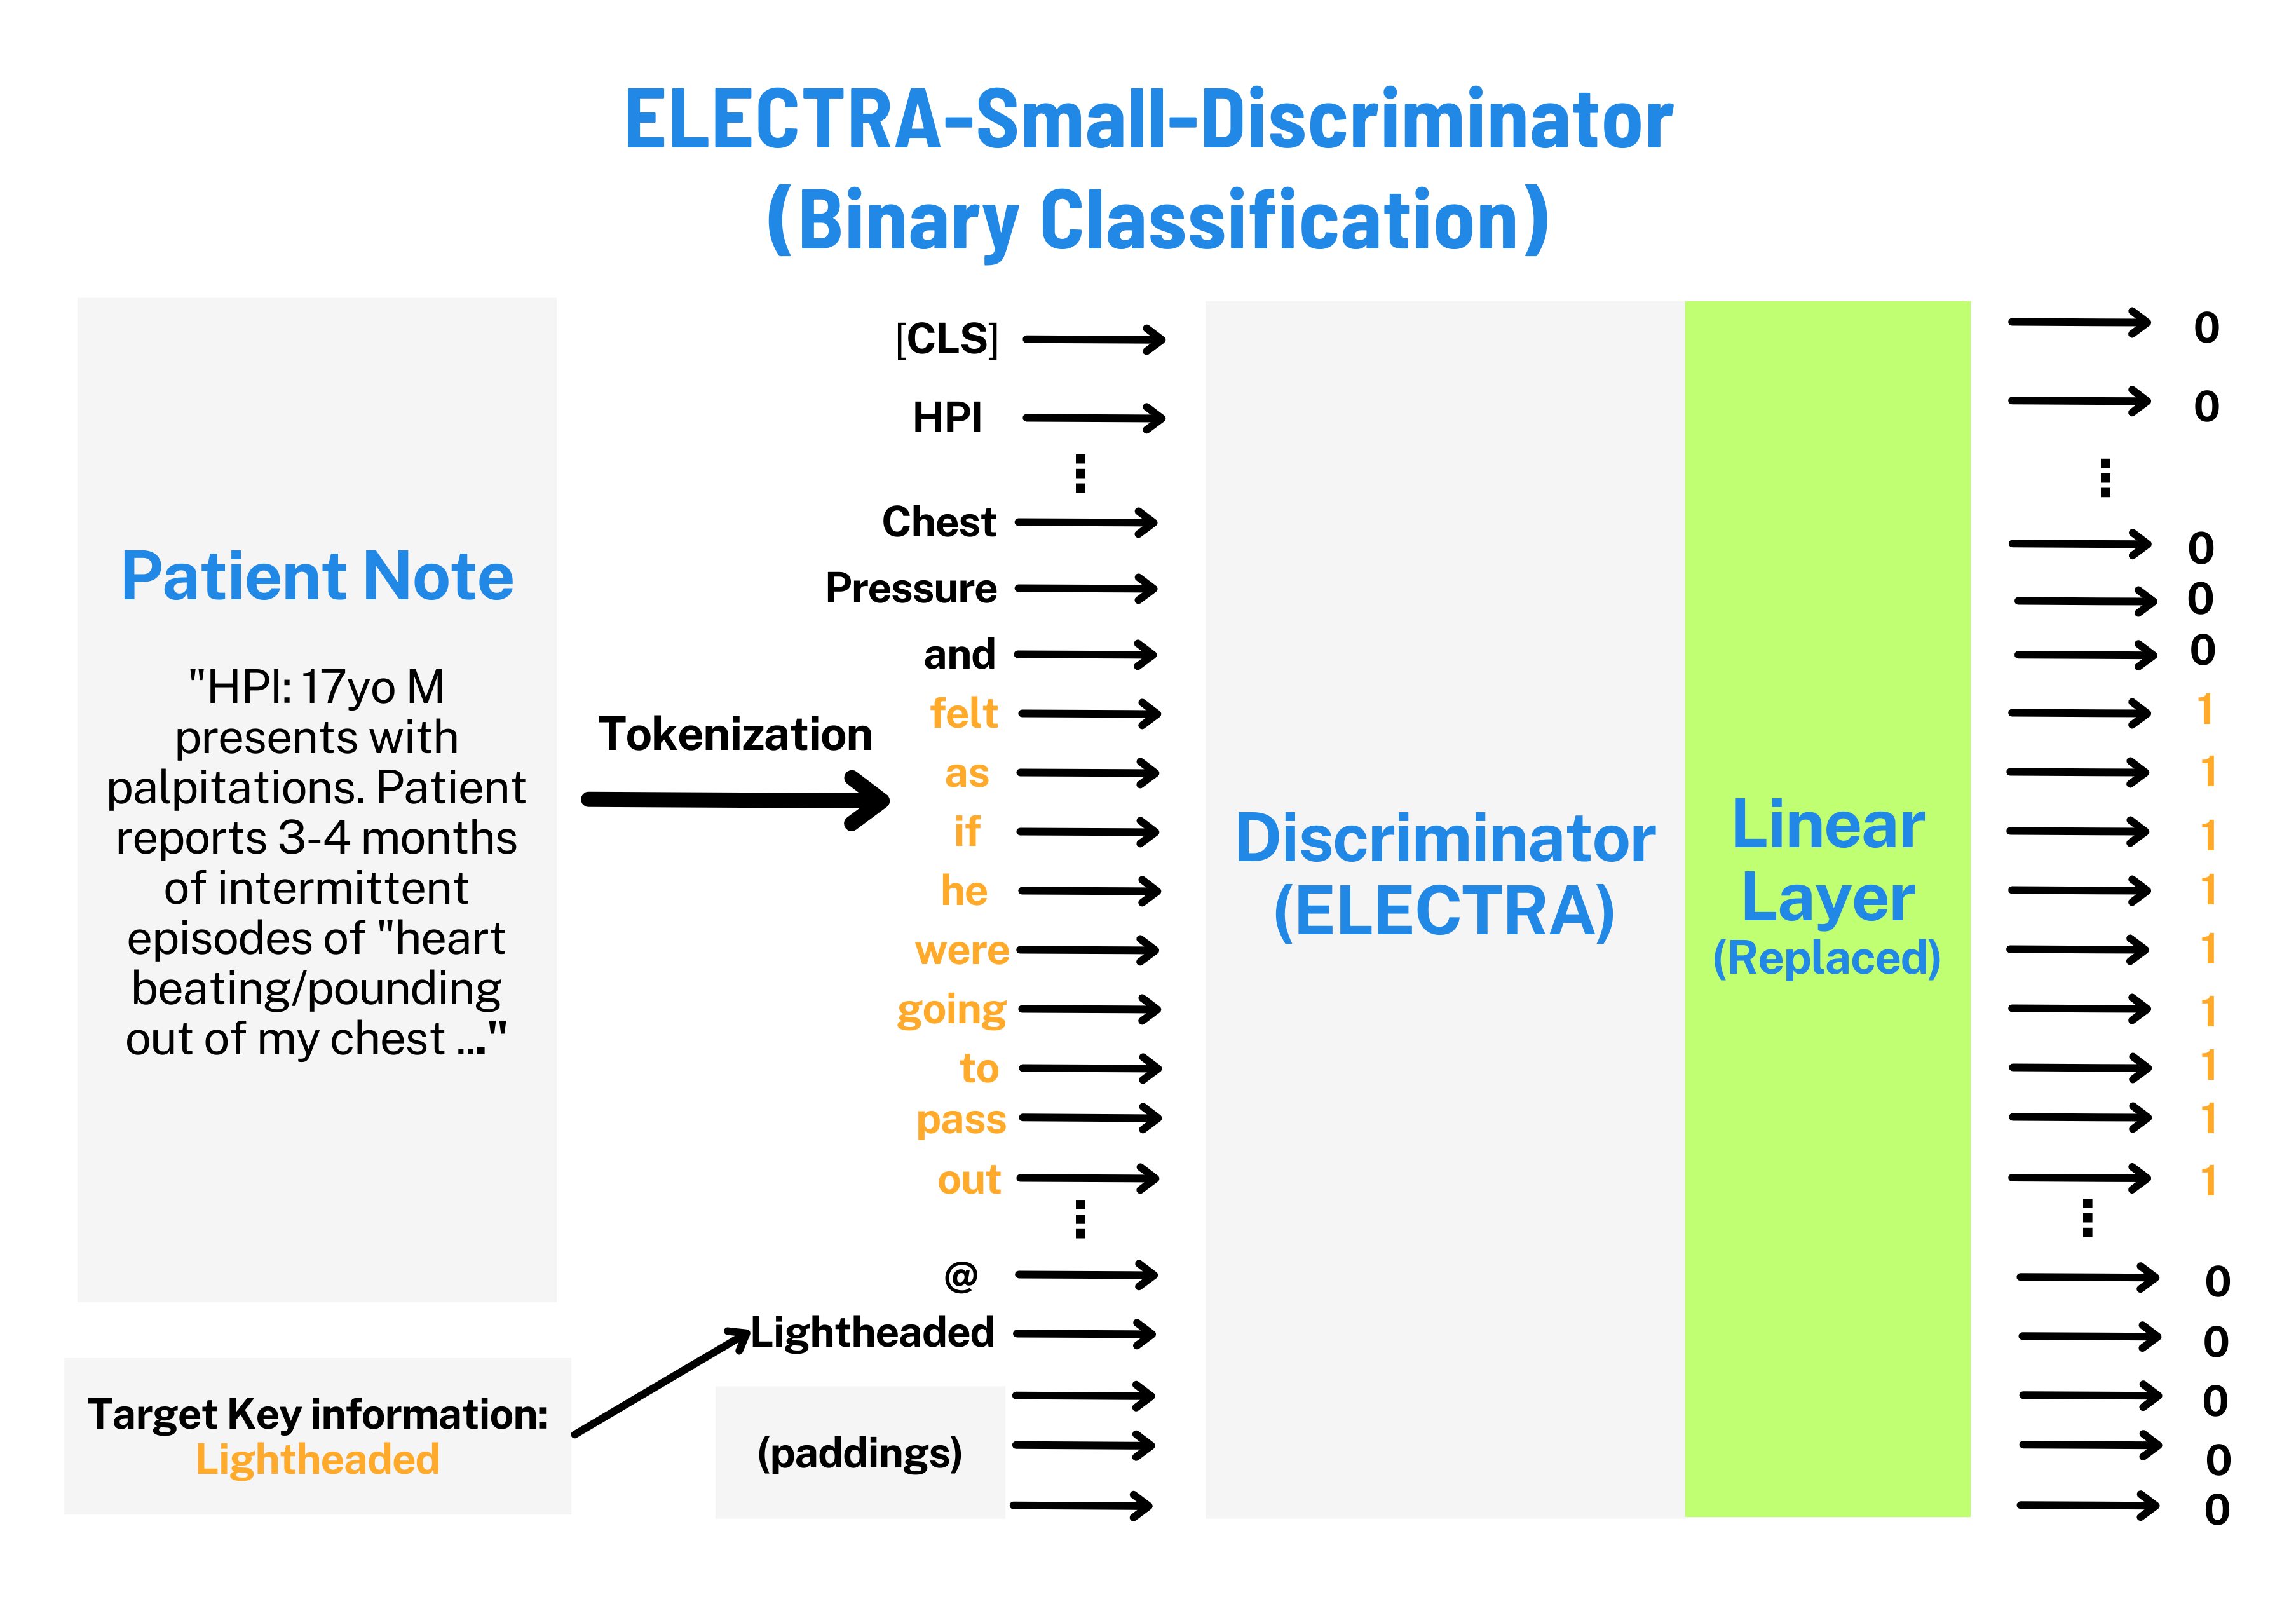 ELECTRA-Small-Discriminator
(Binary Classification)
Patient Note
"HPI: 17yo M
presents with
palpitations. Patient
reports 3-4 months
of intermittent
episodes of "heart
beating/pounding
out of my chest ..."
Target Key information:
Lightheaded
Tokenization
[CLS]
HPI
⋮
Chest
Pressure
and
felt
as
if
he
were
going
to
pass
out
⋮
@
Lightheaded
(paddings)
Discriminator
(ELECTRA)
Linear
Layer
(Replaced)
0
0
⋮
0
0
0
1
1
1
1
1
1
1
1
1
⋮
0
0
0
0
0